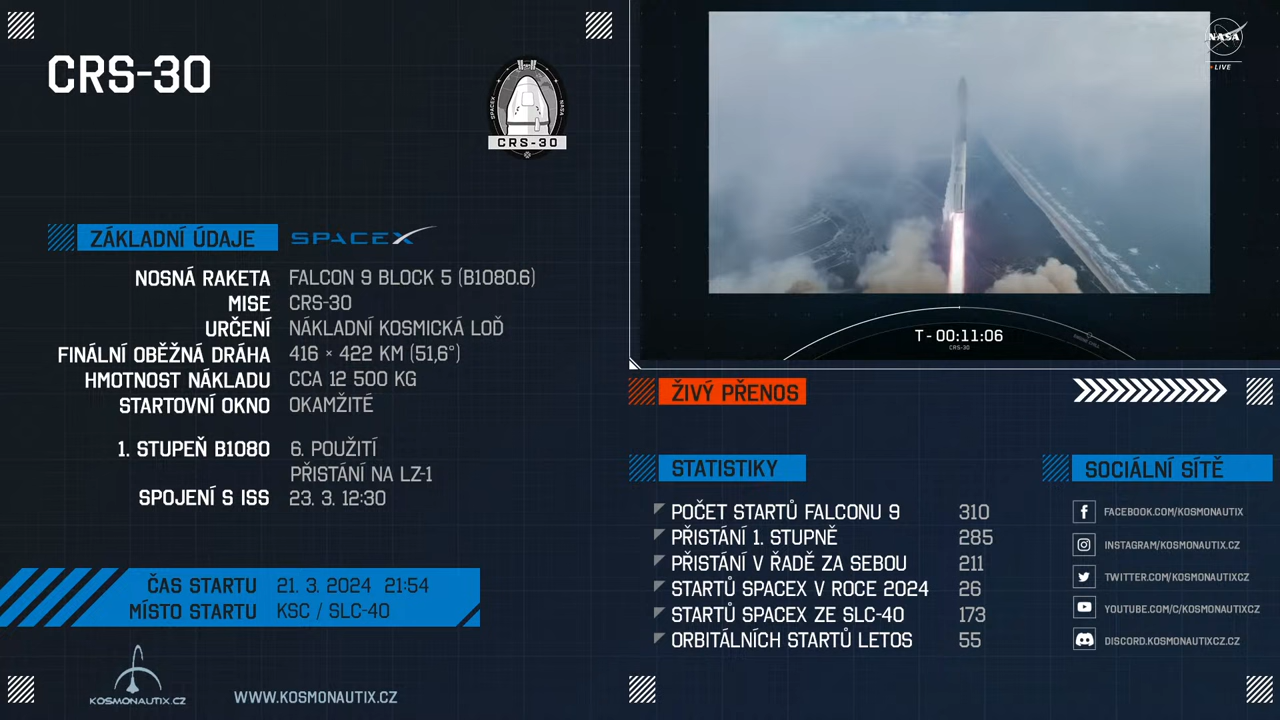 CRS-30
SPACEX
NASA
CRS-30
ZÁKLADNÍ ÚDAJE
SPACEX
NOSNÁ RAKETA FALCON 9 BLOCK 5 (B1080.6)
MISE CRS-30
URČENÍ NÁKLADNÍ KOSMICKÁ LOĎ
FINÁLNÍ OBĚŽNÁ DRÁHA 416 × 422 KM (51,6°)
HMOTNOST NÁKLADU CCA 12 500 KG
STARTOVNÍ OKNO OKAMŽITÉ
1. STUPEŇ B1080 6. POUŽITÍ
PŘISTÁNÍ NA LZ-1
SPOJENÍ S ISS 23. 3. 12:30
ČAS STARTU 21. 3. 2024 21:54
MÍSTO STARTU KSC / SLC-40
KOSMONAUTIX.CZ
WWW.KOSMONAUTIX.CZ
NASA
LIVE
T - 00:11:06
CRS-30
ŽIVÝ PŘENOS
STATISTIKY
POČET STARTŮ FALCONU 9 310
PŘISTÁNÍ 1. STUPNĚ 285
PŘISTÁNÍ V ŘADĚ ZA SEBOU 211
STARTŮ SPACEX V ROCE 2024 26
STARTŮ SPACEX ZE SLC-40 173
ORBITÁLNÍCH STARTŮ LETOS 55
SOCIÁLNÍ SÍTĚ
FACEBOOK.COM/KOSMONAUTIX
INSTAGRAM/KOSMONAUTIX.CZ
TWITTER.COM/KOSMONAUTIXCZ
YOUTUBE.COM/C/KOSMONAUTIXCZ
DISCORD.KOSMONAUTIXCZ.CZ